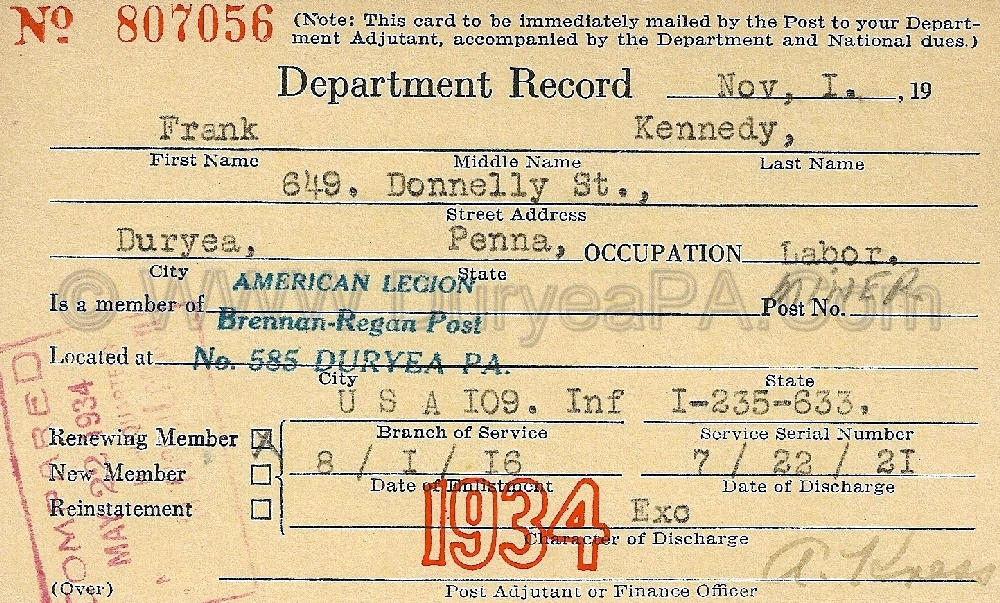 No 807056 (Note: This card to be immediately mailed by the Post to your Depart-
ment Adjutant, accompanied by the Department and National dues.)
Department Record Nov, I. , 19
Frank Kennedy,
First Name Middle Name Last Name
649. Donnelly St.,
Street Address
Duryea, Penna, OCCUPATION Labor.
City State MINER.
© www.DuryeaPA.com
AMERICAN LEGION
Is a member of Brennan-Regan Post Post No.
Located at No. 585 DURYEA PA.
City State
U S A I09. Inf I-235-633.
Branch of Service Service Serial Number
Renewing Member X
8 / I / I6 7 / 22 / 2I
New Member Date of Enlistment Date of Discharge
Reinstatement Exc
1934
Character of Discharge
COMPARED
MAY 22 1934
A. Kress
(Over) Post Adjutant or Finance Officer